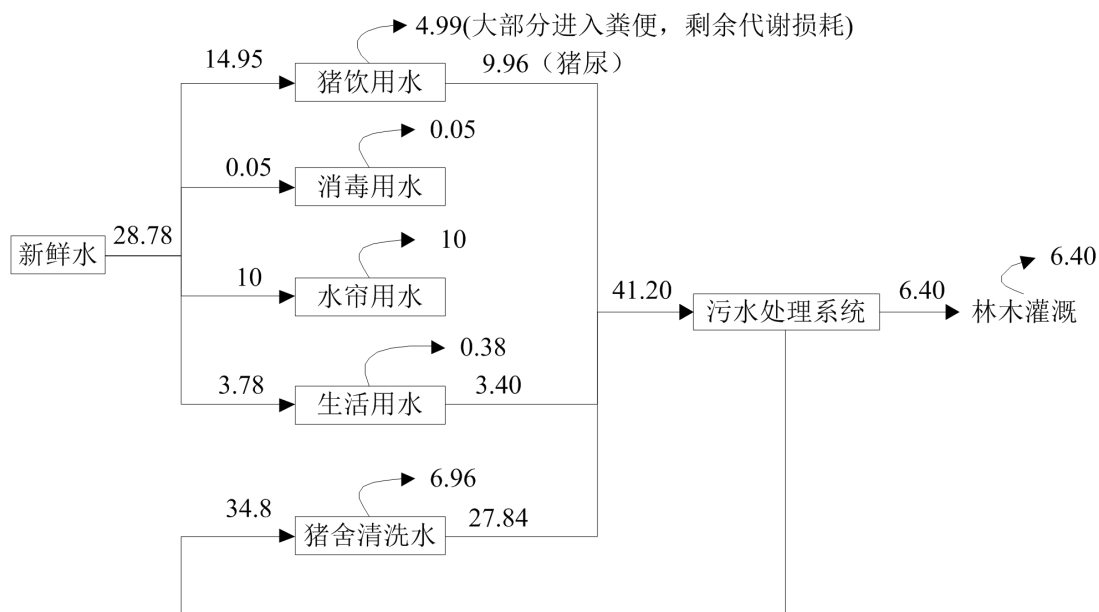 4.99(大部分进入粪便，剩余代谢损耗)
14.95
猪饮用水
9.96（猪尿）
0.05
0.05
消毒用水
新鲜水
28.78
10
10
水帘用水
6.40
41.20
污水处理系统
6.40
林木灌溉
0.38
3.78
生活用水
3.40
6.96
34.8
猪舍清洗水
27.84